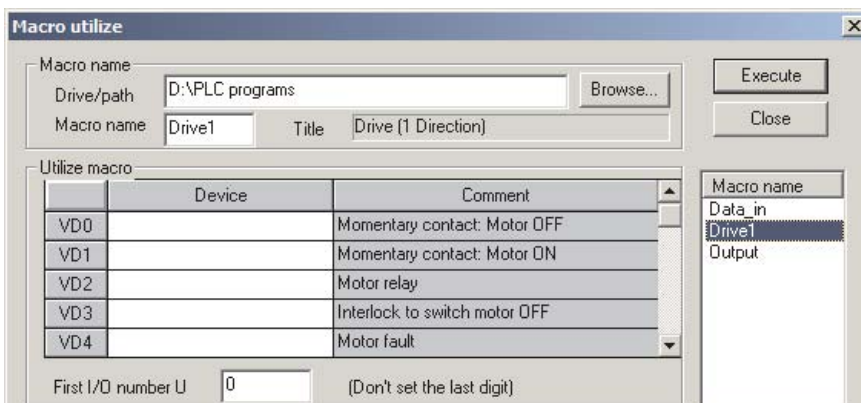 Macro utilize
Macro name
Drive/path D:\PLC programs Browse...
Macro name Drive1 Title Drive (1 Direction)
Execute
Close
Utilize macro
Device Comment
VD0 Momentary contact: Motor OFF
VD1 Momentary contact: Motor ON
VD2 Motor relay
VD3 Interlock to switch motor OFF
VD4 Motor fault
First I/O number U 0 (Don't set the last digit)
Macro name
Data_in
Drive1
Output